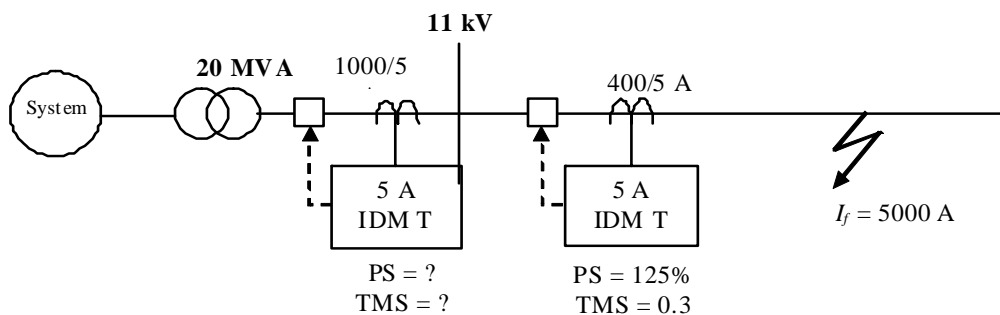 11 kV
20 MVA
1000/5
400/5 A
System
5 A
IDMT
5 A
IDMT
I_f = 5000 A
PS = ?
TMS = ?
PS = 125%
TMS = 0.3